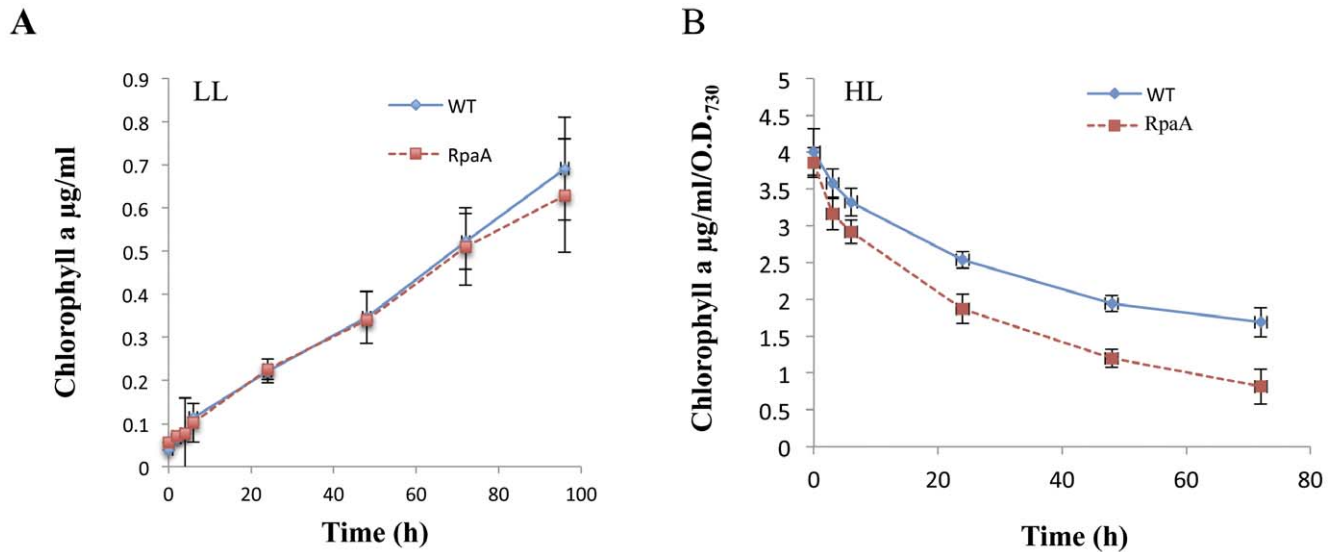 A
LL
WT
RpaA
Chlorophyll a µg/ml
0.9
0.8
0.7
0.6
0.5
0.4
0.3
0.2
0.1
0
0 20 40 60 80 100
Time (h)
B
HL
WT
RpaA
Chlorophyll a µg/ml/O.D.730
5
4.5
4
3.5
3
2.5
2
1.5
1
0.5
0
0 20 40 60 80
Time (h)